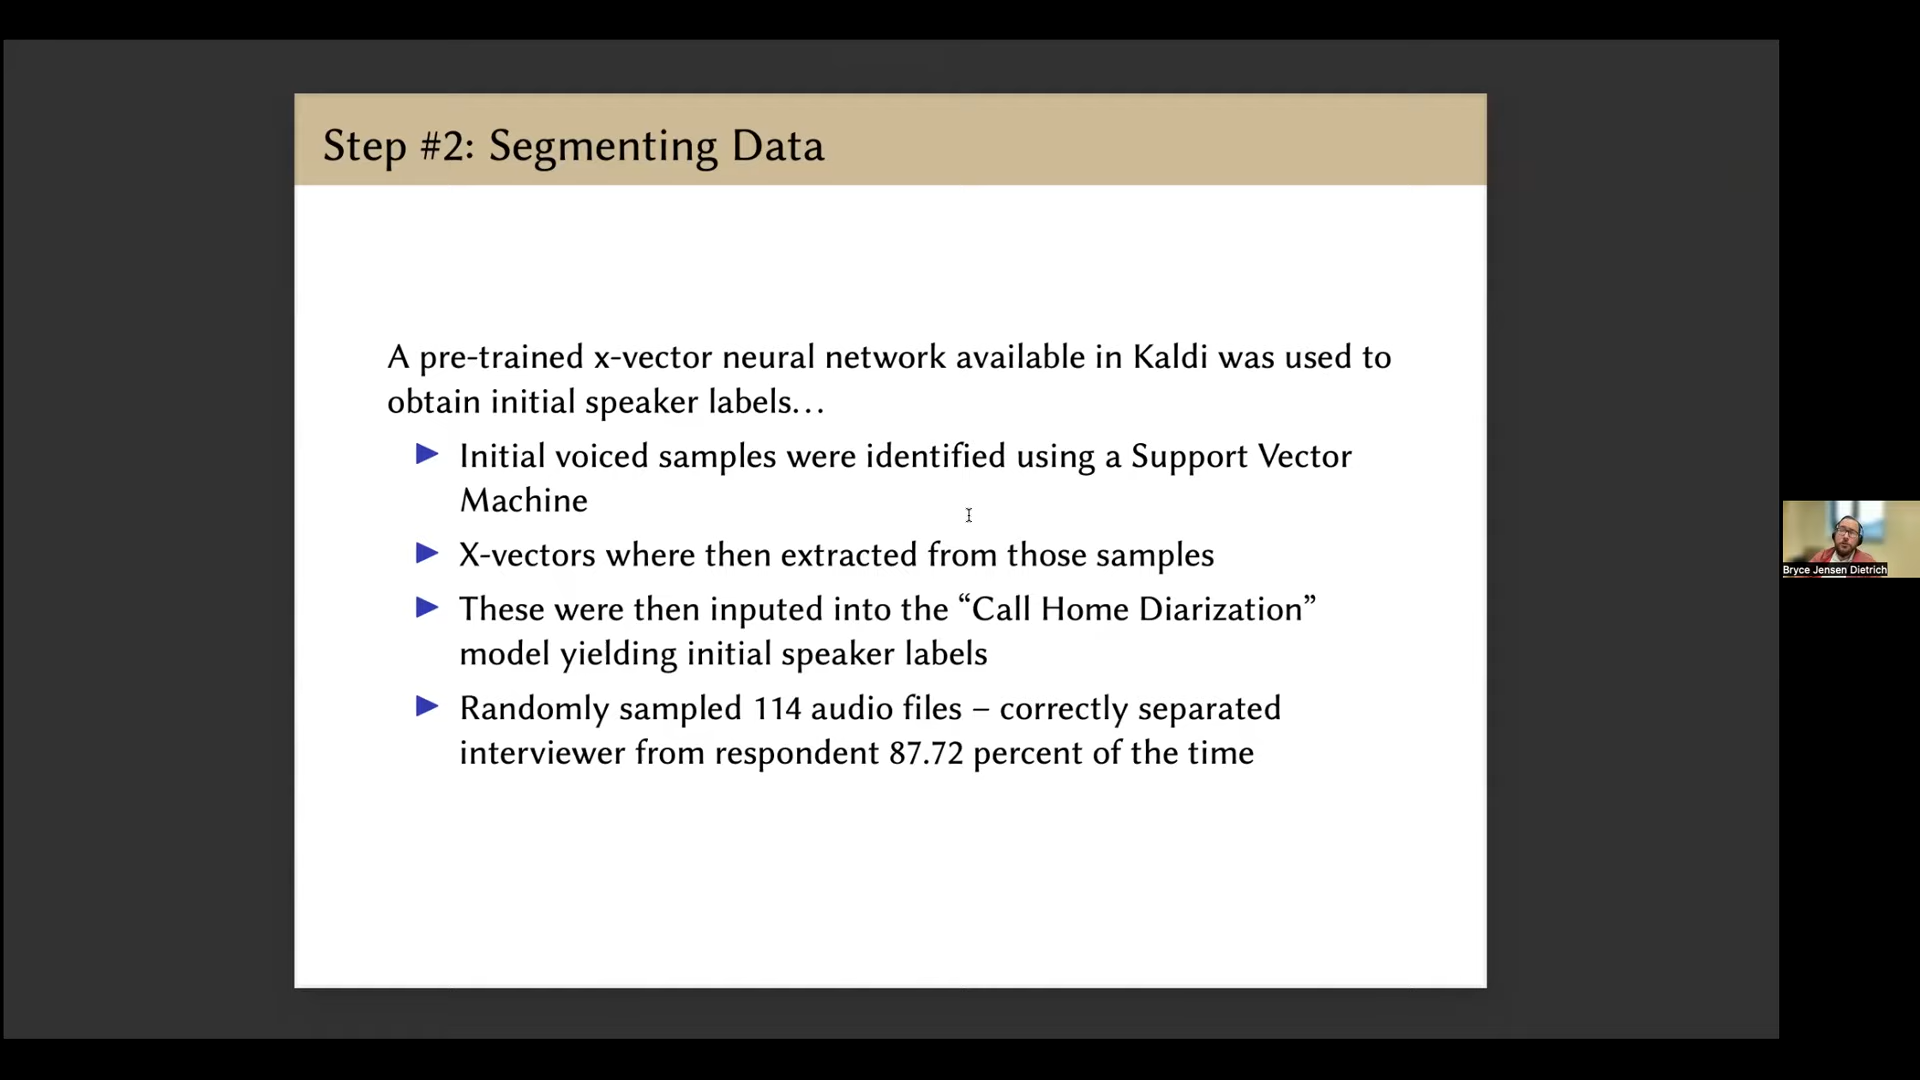 Step #2: Segmenting Data
A pre-trained x-vector neural network available in Kaldi was used to
obtain initial speaker labels…
Initial voiced samples were identified using a Support Vector
Machine
X-vectors where then extracted from those samples
These were then inputed into the “Call Home Diarization”
model yielding initial speaker labels
Randomly sampled 114 audio files – correctly separated
interviewer from respondent 87.72 percent of the time
Bryce Jensen Dietrich